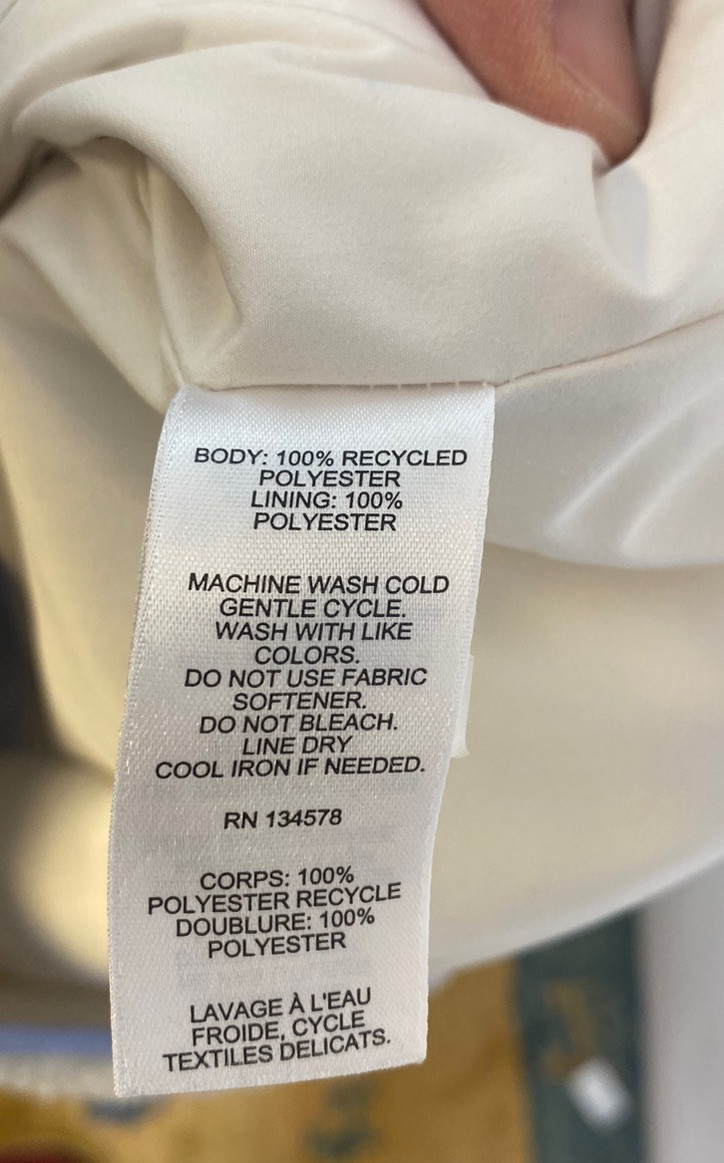 BODY: 100% RECYCLED
POLYESTER
LINING: 100%
POLYESTER
MACHINE WASH COLD
GENTLE CYCLE.
WASH WITH LIKE
COLORS.
DO NOT USE FABRIC
SOFTENER.
DO NOT BLEACH.
LINE DRY
COOL IRON IF NEEDED.
RN 134578
CORPS: 100%
POLYESTER RECYCLE
DOUBLURE: 100%
POLYESTER
LAVAGE À L'EAU
FROIDE, CYCLE
TEXTILES DELICATS.